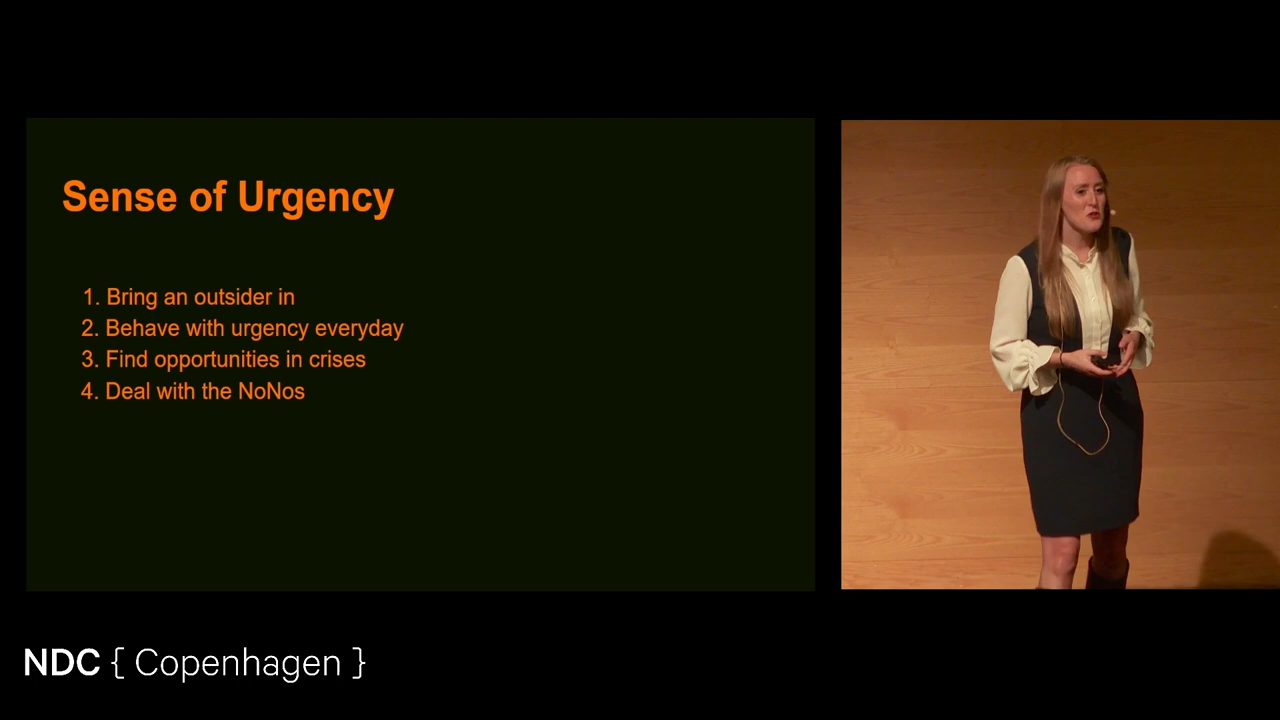 Sense of Urgency
1. Bring an outsider in
2. Behave with urgency everyday
3. Find opportunities in crises
4. Deal with the NoNos
NDC { Copenhagen }